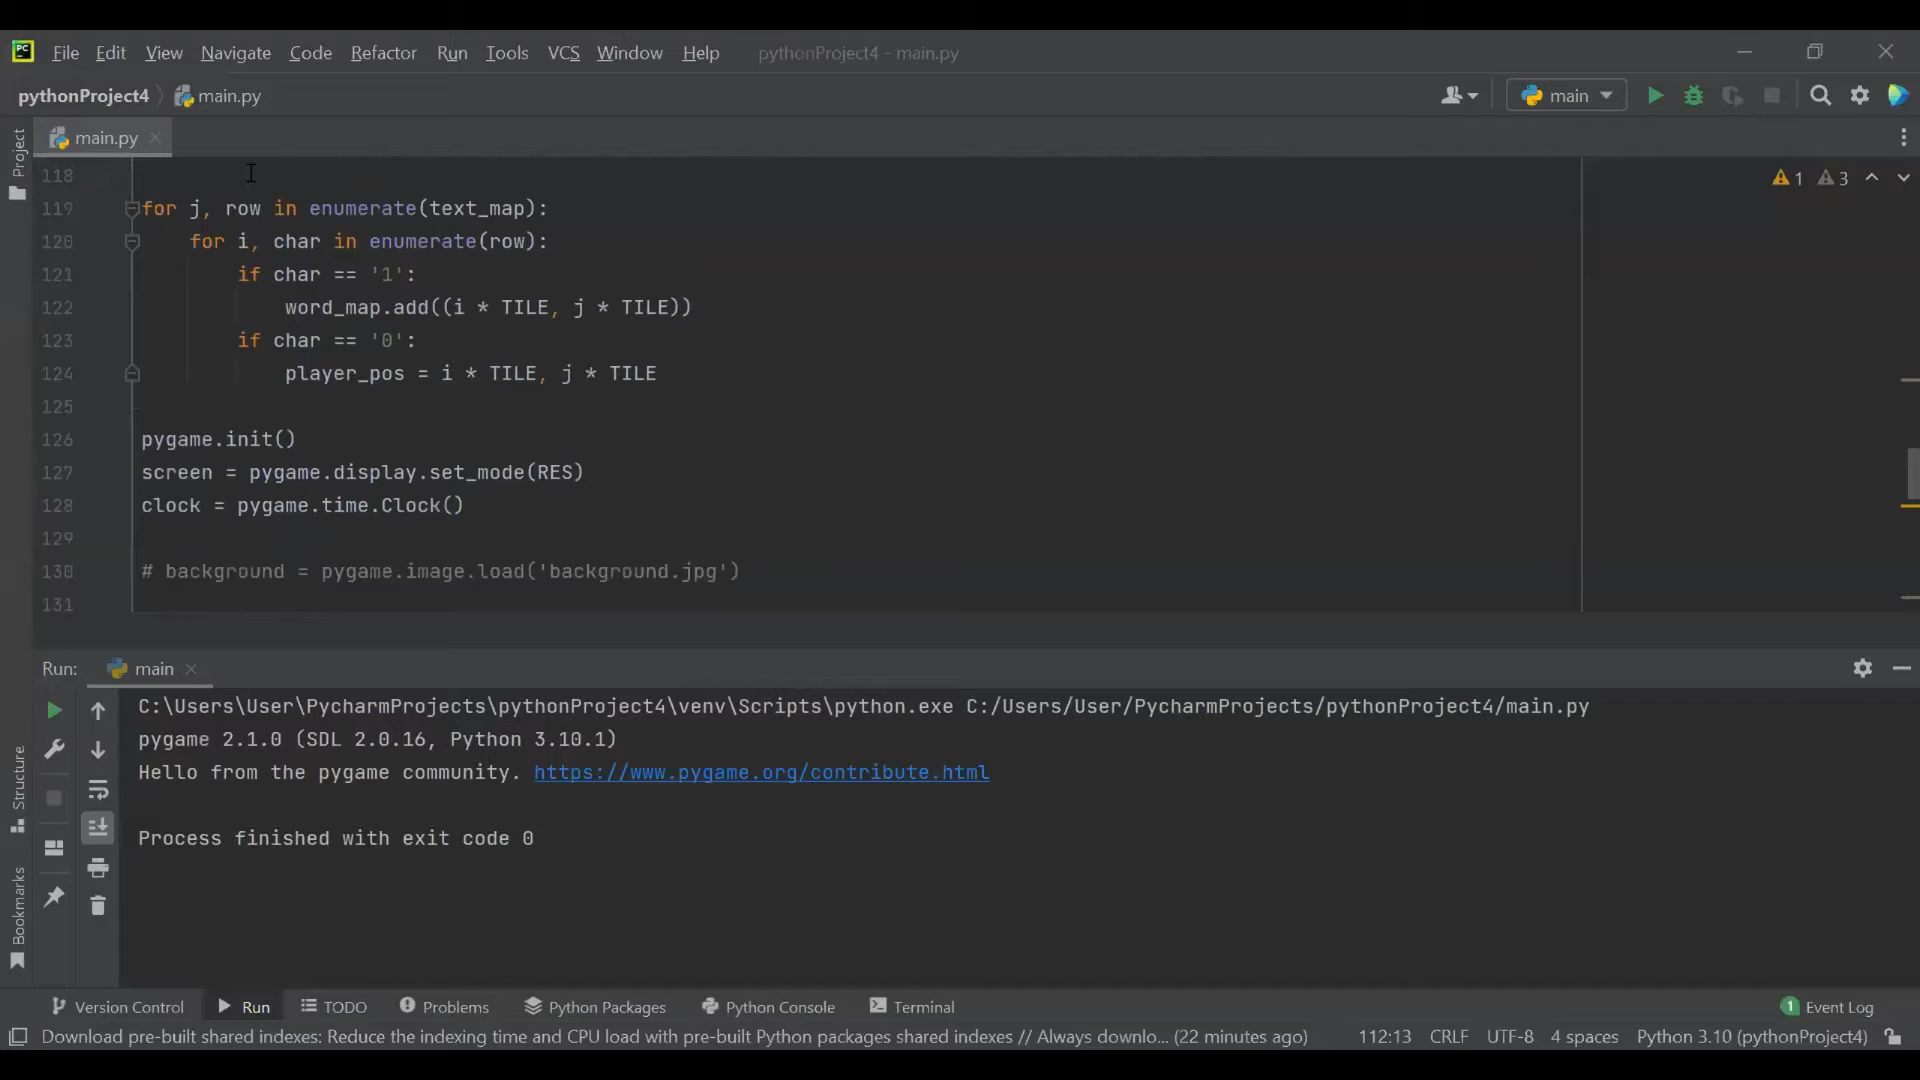 PC File Edit View Navigate Code Refactor Run Tools VCS Window Help pythonProject4 - main.py
pythonProject4 main.py main
main.py
Project
118
119 for j, row in enumerate(text_map):
120 for i, char in enumerate(row):
121 if char == '1':
122 word_map.add((i * TILE, j * TILE))
123 if char == '0':
124 player_pos = i * TILE, j * TILE
125
126 pygame.init()
127 screen = pygame.display.set_mode(RES)
128 clock = pygame.time.Clock()
129
130 # background = pygame.image.load('background.jpg')
131
1 3
Run: main
C:\Users\User\PycharmProjects\pythonProject4\venv\Scripts\python.exe C:/Users/User/PycharmProjects/pythonProject4/main.py
pygame 2.1.0 (SDL 2.0.16, Python 3.10.1)
Hello from the pygame community. https://www.pygame.org/contribute.html
Process finished with exit code 0
Structure
Bookmarks
Version Control Run TODO Problems Python Packages Python Console Terminal 1 Event Log
Download pre-built shared indexes: Reduce the indexing time and CPU load with pre-built Python packages shared indexes // Always downlo... (22 minutes ago) 112:13 CRLF UTF-8 4 spaces Python 3.10 (pythonProject4)